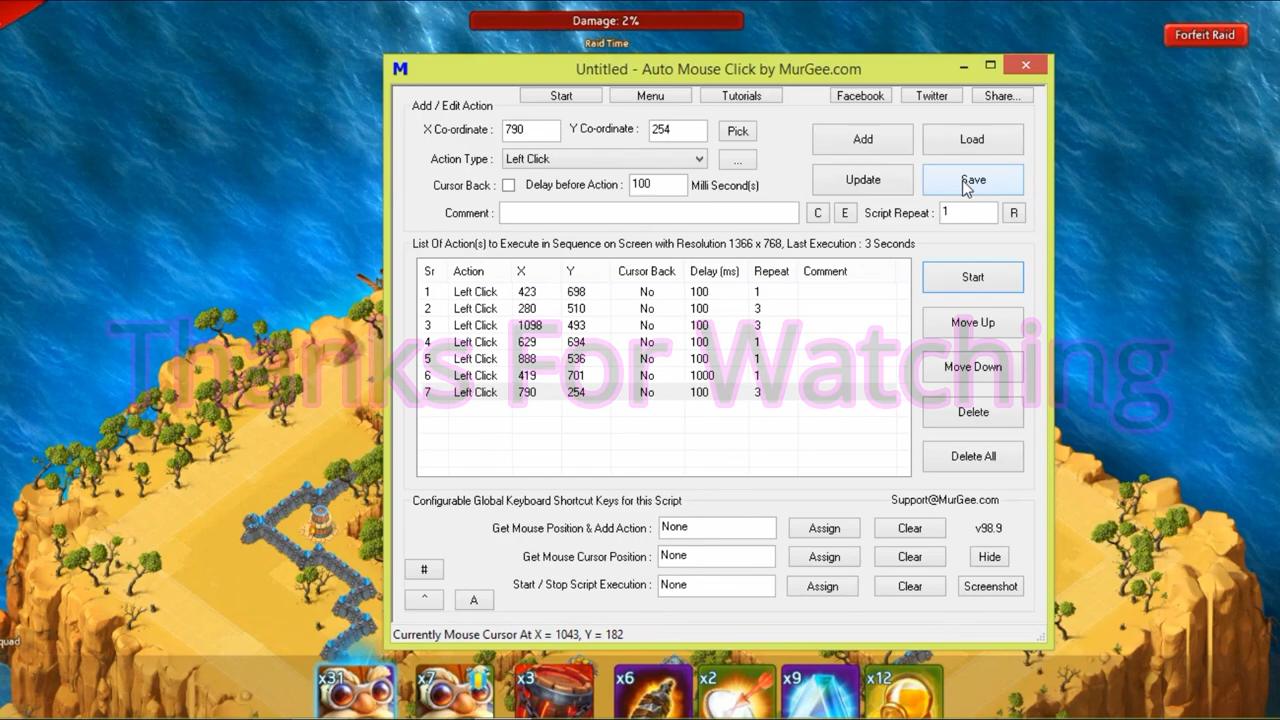 Damage: 2%
Raid Time
Forfeit Raid
M
Untitled - Auto Mouse Click by MurGee.com
Start Menu Tutorials Facebook Twitter Share...
Add / Edit Action
X Co-ordinate : 790 Y Co-ordinate : 254 Pick Add Load
Action Type : Left Click ...
Update Save
Cursor Back : Delay before Action : 100 Milli Second(s)
Comment : C E Script Repeat : 1 R
List Of Action(s) to Execute in Sequence on Screen with Resolution 1366 x 768, Last Execution : 3 Seconds
Sr Action X Y Cursor Back Delay (ms) Repeat Comment
1 Left Click 423 698 No 100 1
2 Left Click 280 510 No 100 3
3 Left Click 1098 493 No 100 3
4 Left Click 629 694 No 100 1
5 Left Click 888 536 No 100 1
6 Left Click 419 701 No 1000 1
7 Left Click 790 254 No 100 3
Start
Move Up
Move Down
Delete
Delete All
Thanks For Watching
Configurable Global Keyboard Shortcut Keys for this Script Support@MurGee.com
Get Mouse Position & Add Action : None Assign Clear v98.9
Get Mouse Cursor Position : None Assign Clear Hide
Start / Stop Script Execution : None Assign Clear Screenshot
#
^ A
Currently Mouse Cursor At X = 1043, Y = 182
quad
x31 x7 x3 x6 x2 x9 x12